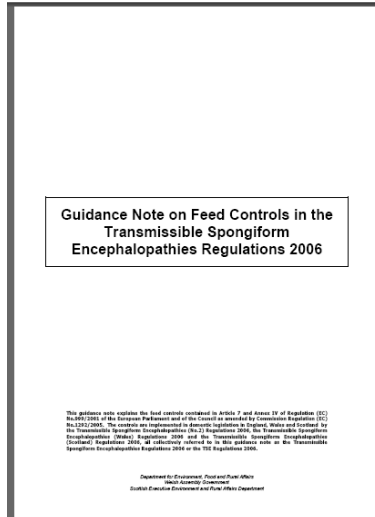 Guidance Note on Feed Controls in the
Transmissible Spongiform
Encephalopathies Regulations 2006
This guidance note explains the feed controls contained in Article 7 and Annex IV of Regulation (EC)
No.999/2001 of the European Parliament and of the Council as amended by Commission Regulation (EC)
No.1292/2005. The controls are implemented in domestic legislation in England, Wales and Scotland by
the Transmissible Spongiform Encephalopathies (No.2) Regulations 2006, the Transmissible Spongiform
Encephalopathies (Wales) Regulations 2006 and the Transmissible Spongiform Encephalopathies
(Scotland) Regulations 2006, all collectively referred to in this guidance note as the Transmissible
Spongiform Encephalopathies Regulations 2006 or the TSE Regulations 2006.
Department for Environment, Food and Rural Affairs
Welsh Assembly Government
Scottish Executive Environment and Rural Affairs Department